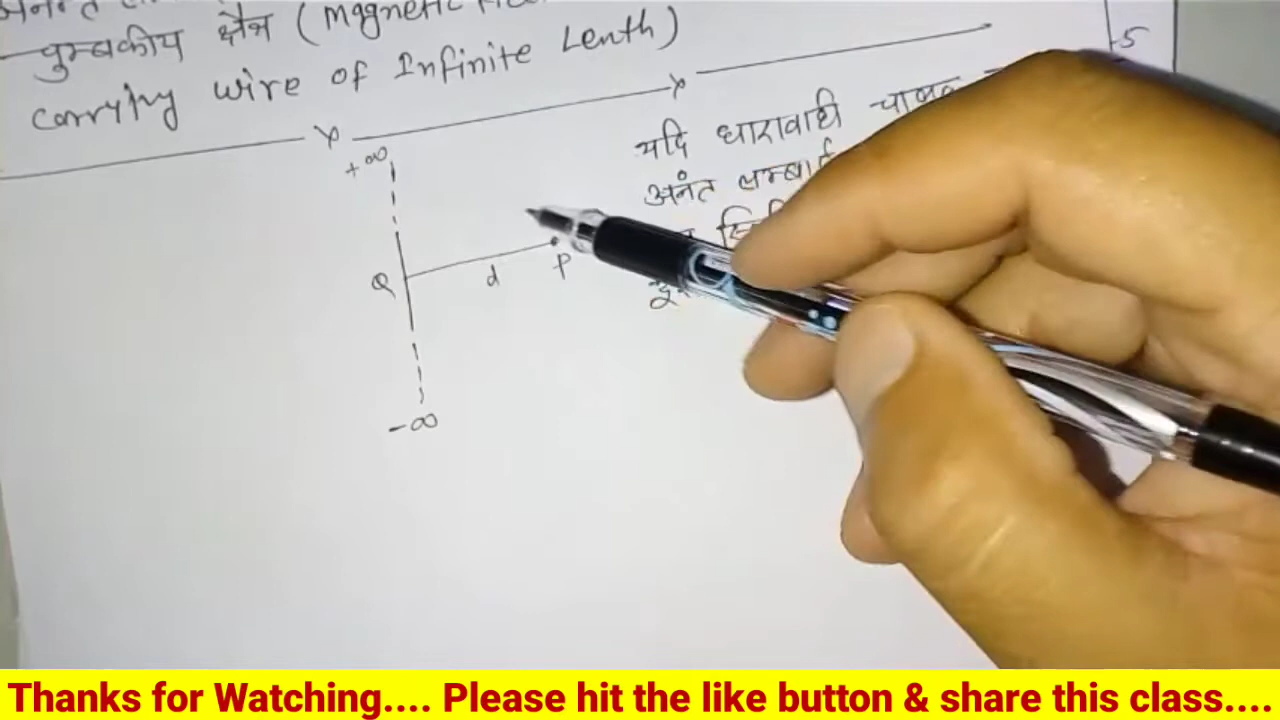 अनन्त
चुम्बकीय क्षेत्र (Magnetic
Carrying wire of Infinite Lenth)
5
+∞
Q
d
P
-∞
यदि धारावाही
अनंत
Thanks for Watching.... Please hit the like button & share this class....